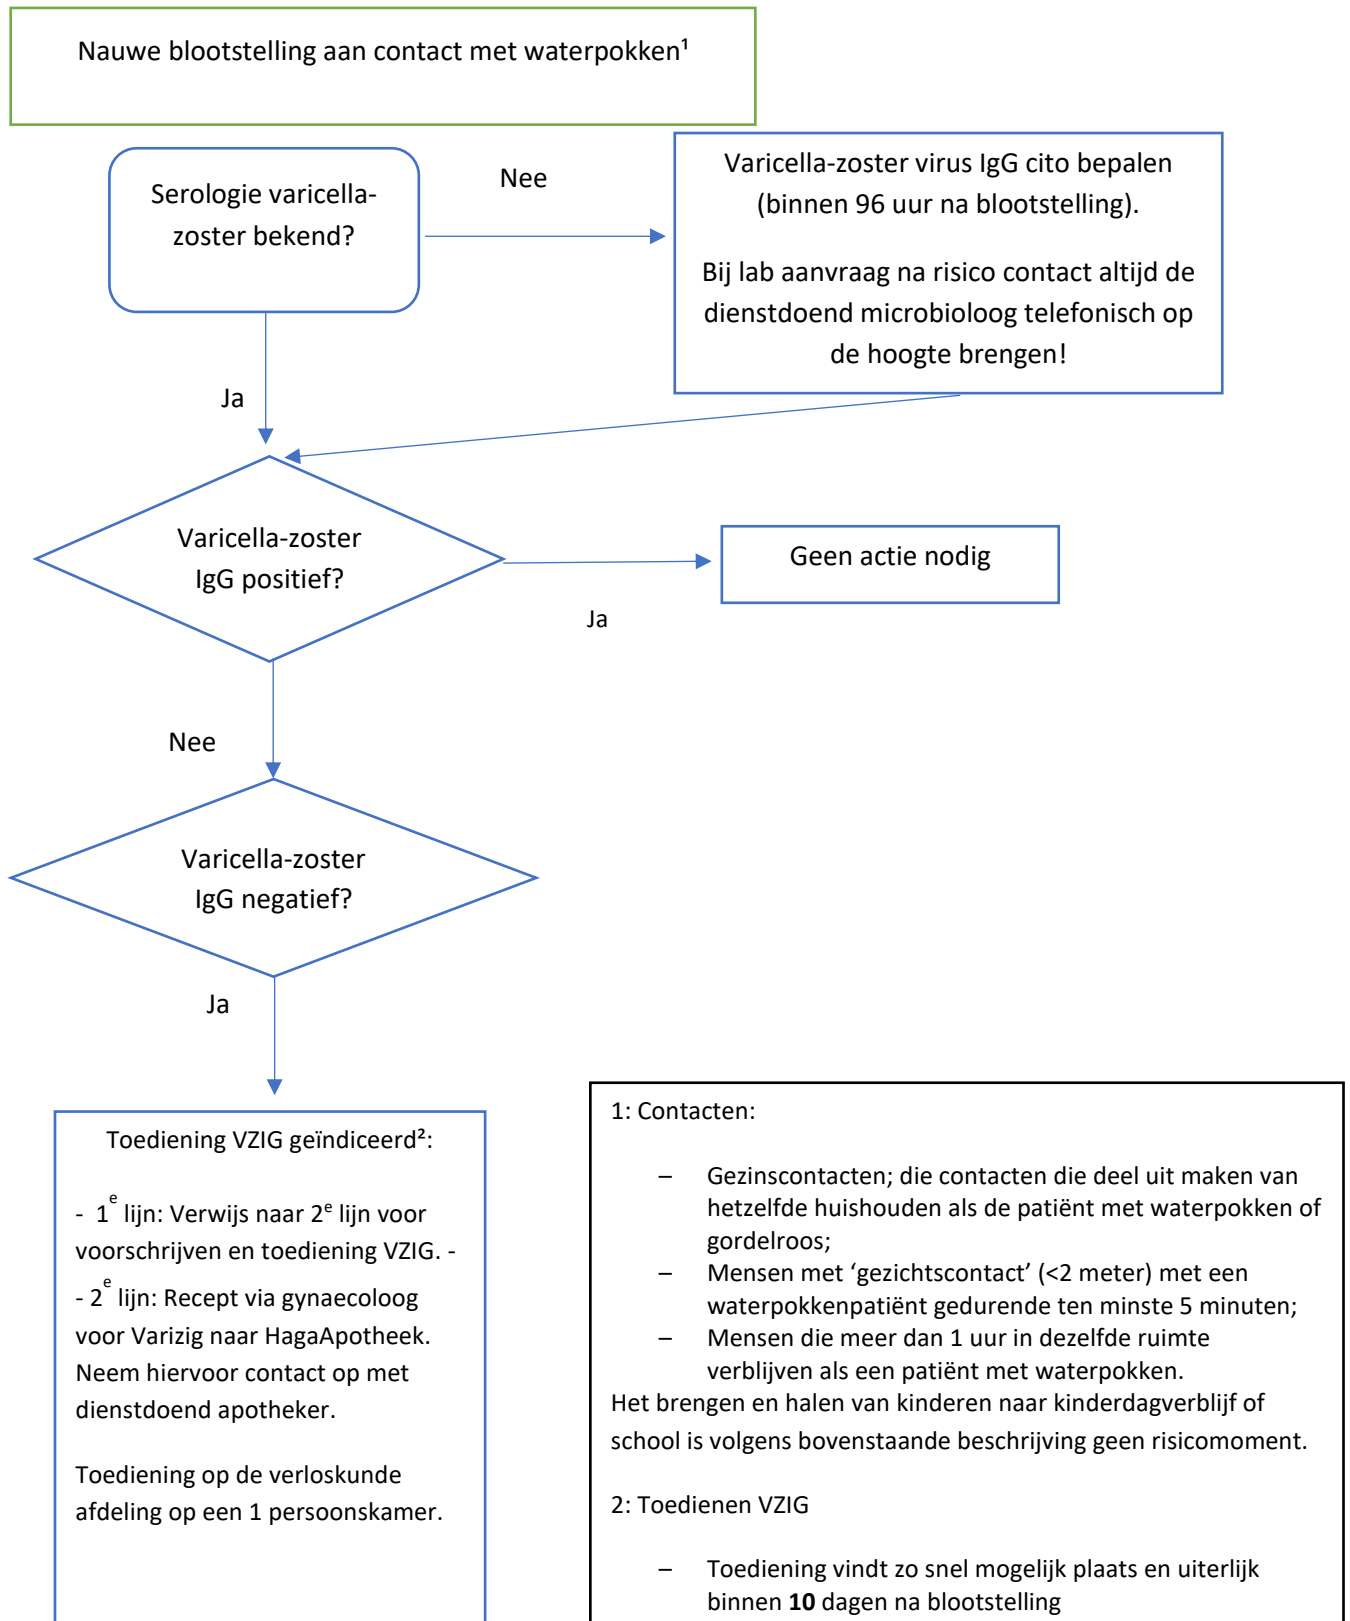 Nauwe blootstelling aan contact met waterpokken¹
Serologie varicella-
zoster bekend?
Nee
Varicella-zoster virus IgG cito bepalen
(binnen 96 uur na blootstelling).
Bij lab aanvraag na risico contact altijd de
dienstdoend microbioloog telefonisch op
de hoogte brengen!
Ja
Varicella-zoster
IgG positief?
Ja
Geen actie nodig
Nee
Varicella-zoster
IgG negatief?
Ja
Toediening VZIG geïndiceerd²:
- 1e lijn: Verwijs naar 2e lijn voor
voorschrijven en toediening VZIG. -
- 2e lijn: Recept via gynaecoloog
voor Varizig naar HagaApotheek.
Neem hiervoor contact op met
dienstdoend apotheker.
Toediening op de verloskunde
afdeling op een 1 persoonskamer.
1: Contacten:
– Gezinscontacten; die contacten die deel uit maken van
hetzelfde huishouden als de patiënt met waterpokken of
gordelroos;
– Mensen met ‘gezichtscontact’ (<2 meter) met een
waterpokkenpatiënt gedurende ten minste 5 minuten;
– Mensen die meer dan 1 uur in dezelfde ruimte
verblijven als een patiënt met waterpokken.
Het brengen en halen van kinderen naar kinderdagverblijf of
school is volgens bovenstaande beschrijving geen risicomoment.
2: Toedienen VZIG
– Toediening vindt zo snel mogelijk plaats en uiterlijk
binnen 10 dagen na blootstelling